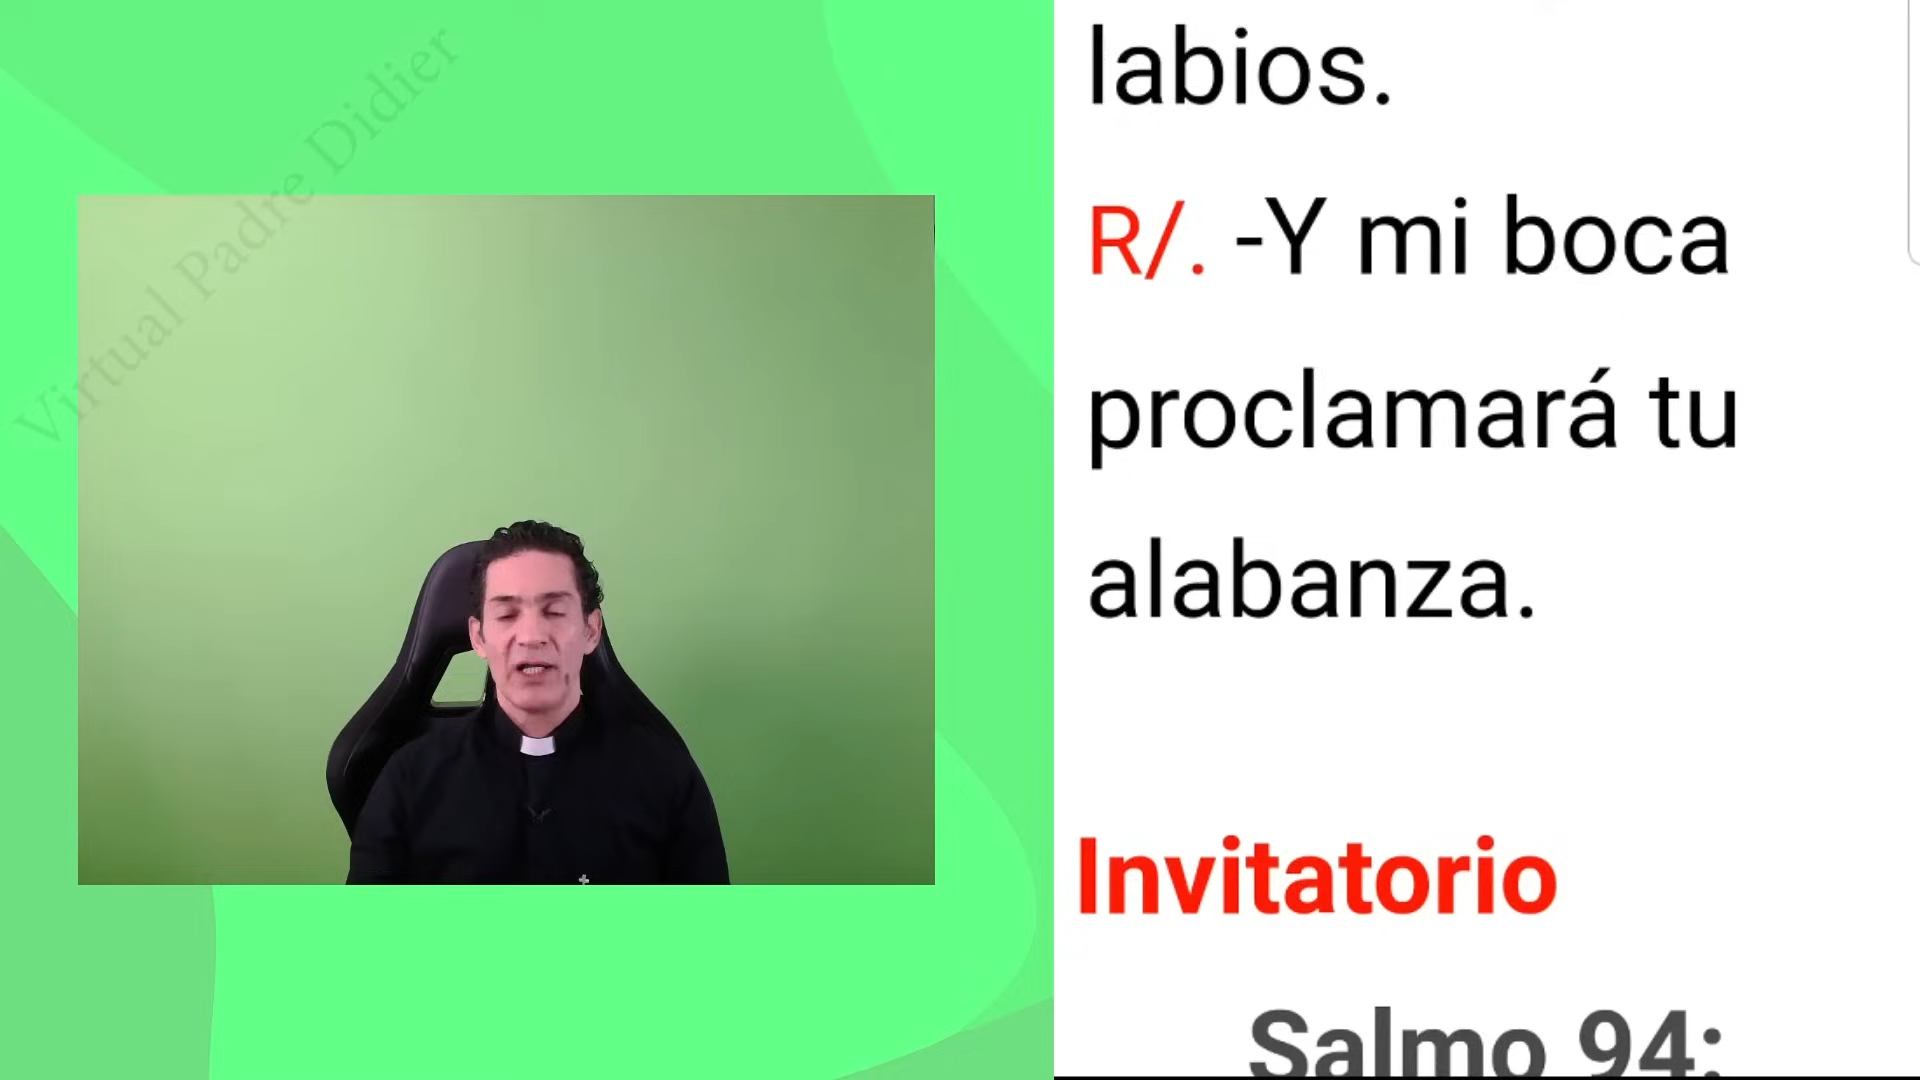 Virtual Padre Didier
labios.
R/. -Y mi boca
proclamará tu
alabanza.
Invitatorio
Salmo 94: